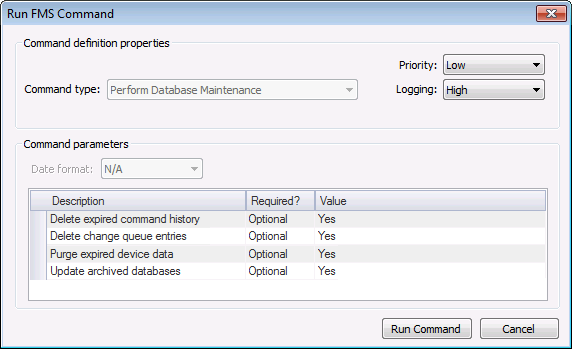 Run FMS Command
Command definition properties
Priority: Low
Command type: Perform Database Maintenance
Logging: High
Command parameters
Date format: N/A
Description Required? Value
Delete expired command history Optional Yes
Delete change queue entries Optional Yes
Purge expired device data Optional Yes
Update archived databases Optional Yes
Run Command Cancel